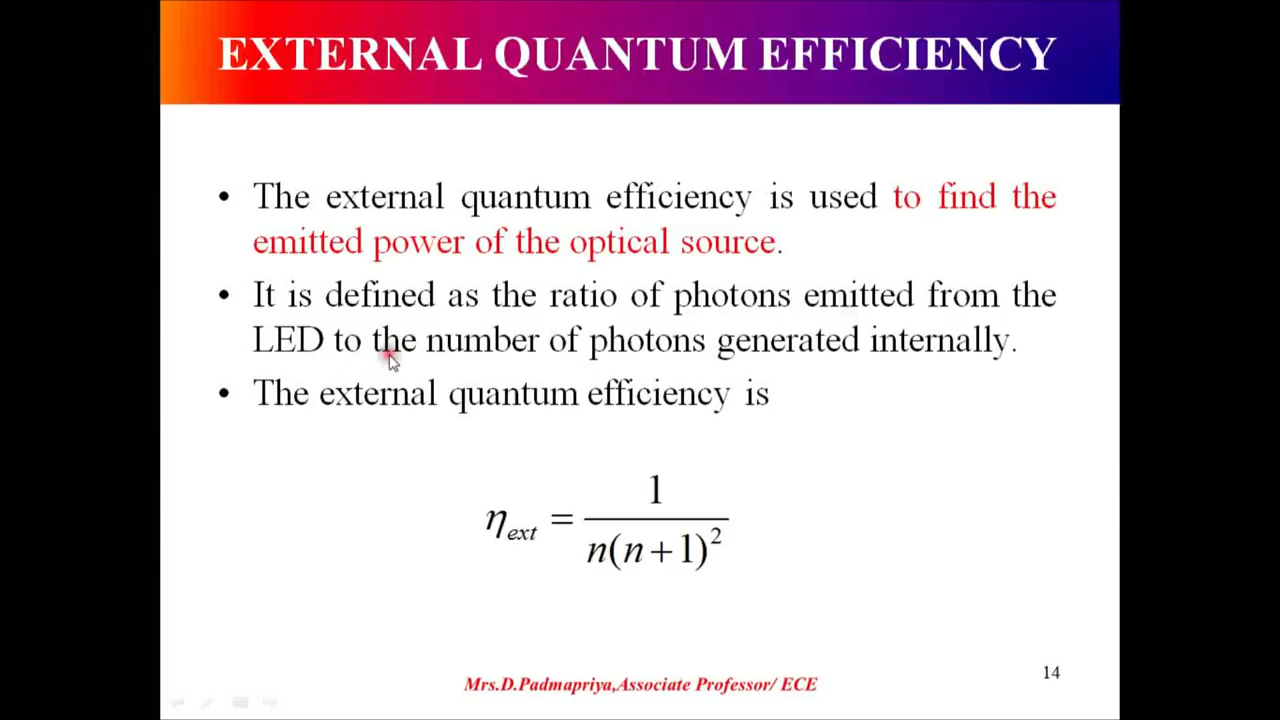 EXTERNAL QUANTUM EFFICIENCY
• The external quantum efficiency is used to find the
emitted power of the optical source.
• It is defined as the ratio of photons emitted from the
LED to the number of photons generated internally.
• The external quantum efficiency is
η_ext = 1 / n(n+1)²
Mrs.D.Padmapriya,Associate Professor/ ECE
14